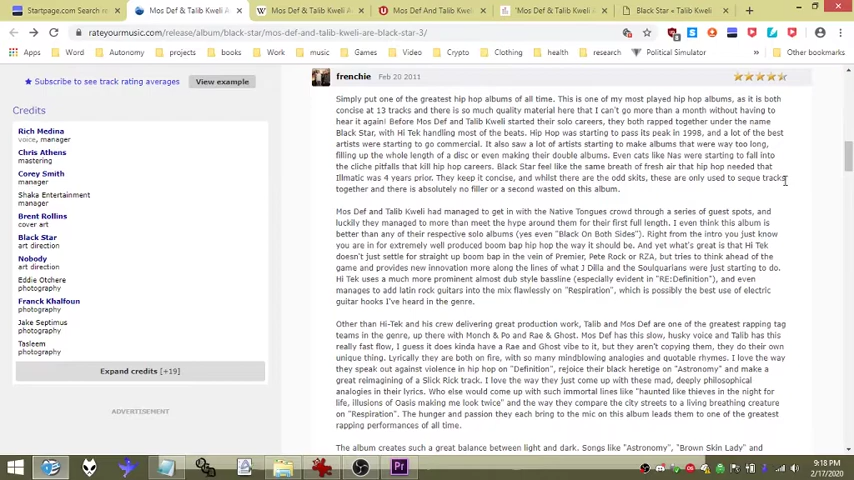 Startpage.com Search re
Mos Def & Talib Kweli A
Mos Def & Talib Kweli A
Mos Def And Talib Kweli
"Mos Def & Talib Kweli A
Black Star « Talib Kweli
rateyourmusic.com/release/album/black-star/mos-def-and-talib-kweli-are-black-star-3/
Apps Word Autonomy projects books Work music Games Video Crypto Clothing health Political Simulator Other bookmarks
Subscribe to see track rating averages View example
Credits
Rich Medina
voice, manager
Chris Athens
mastering
Corey Smith
manager
Shaka Entertainment
manager
Brent Rollins
cover art
Black Star
art direction
Nobody
art direction
Eddie Otchere
photography
Franck Khalfoun
photography
Jake Septimus
photography
Tasleem
photography
Expand credits [+19]
ADVERTISEMENT
frenchie Feb 20 2011
Simply put one of the greatest hip hop albums of all time. This is one of my most played hip hop albums, as it is both
concise at 13 tracks and there is so much quality material here that I can't go more than a month without having to
hear it again! Before Mos Def and Talib Kweli started their solo careers, they both rapped together under the name
Black Star, with Hi Tek handling most of the beats. Hip Hop was starting to pass its peak in 1998, and a lot of the best
artists were starting to go commercial. It also saw a lot of artists starting to make albums that were way too long,
filling up the whole length of a disc or even making their double albums. Even cats like Nas were starting to fall into
the cliche pitfalls that kill hip hop careers. Black Star feel like the same breath of fresh air that hip hop needed that
Illmatic was 4 years prior. They keep it concise, and whilst there are the odd skits, these are only used to seque tracks
together and there is absolutely no filler or a second wasted on this album.
Mos Def and Talib Kweli had managed to get in with the Native Tongues crowd through a series of guest spots, and
luckily they managed to more than meet the hype around them for their first full length. I even think this album is
better than any of their respective solo albums (yes even "Black On Both Sides"). Right from the intro you just know
you are in for extremely well produced boom bap hip hop the way it should be. And yet what's great is that Hi Tek
doesn't just settle for straight up boom bap in the vein of Premier, Pete Rock or RZA, but tries to think ahead of the
game and provides new innovation more along the lines of what J Dilla and the Soulquarians were just starting to do.
Hi Tek uses a much more prominent almost dub style bassline (especially evident in "RE:Definition"), and even
manages to add latin rock guitars into the mix flawlessly on "Respiration", which is possibly the best use of electric
guitar hooks I've heard in the genre.
Other than Hi-Tek and his crew delivering great production work, Talib and Mos Def are one of the greatest rapping tag
teams in the genre, up there with Monch & Po and Rae & Ghost. Mos Def has this slow, husky voice and Talib has this
really fast flow, I guess it does kinda have a Rae and Ghost vibe to it, but they aren't copying them, they do their own
unique thing. Lyrically they are both on fire, with so many mindblowing analogies and quotable rhymes. I love the way
they speak out against violence in hip hop on "Definition", rejoice their black heretige on "Astronomy" and make a
great reimagining of a Slick Rick track. I love the way they just come up with these mad, deeply philosophical
analogies in their lyrics. Who else would come up with such immortal lines like "haunted like thieves in the night for
life, illusions of Oasis making me look twice" and the way they compare the city streets to a living breathing creature
on "Respiration". The hunger and passion they each bring to the mic on this album leads them to one of the greatest
rapping performances of all time.
The album creates such a great balance between light and dark. Songs like "Astronomy", "Brown Skin Lady" and
9:18 PM
2/17/2020